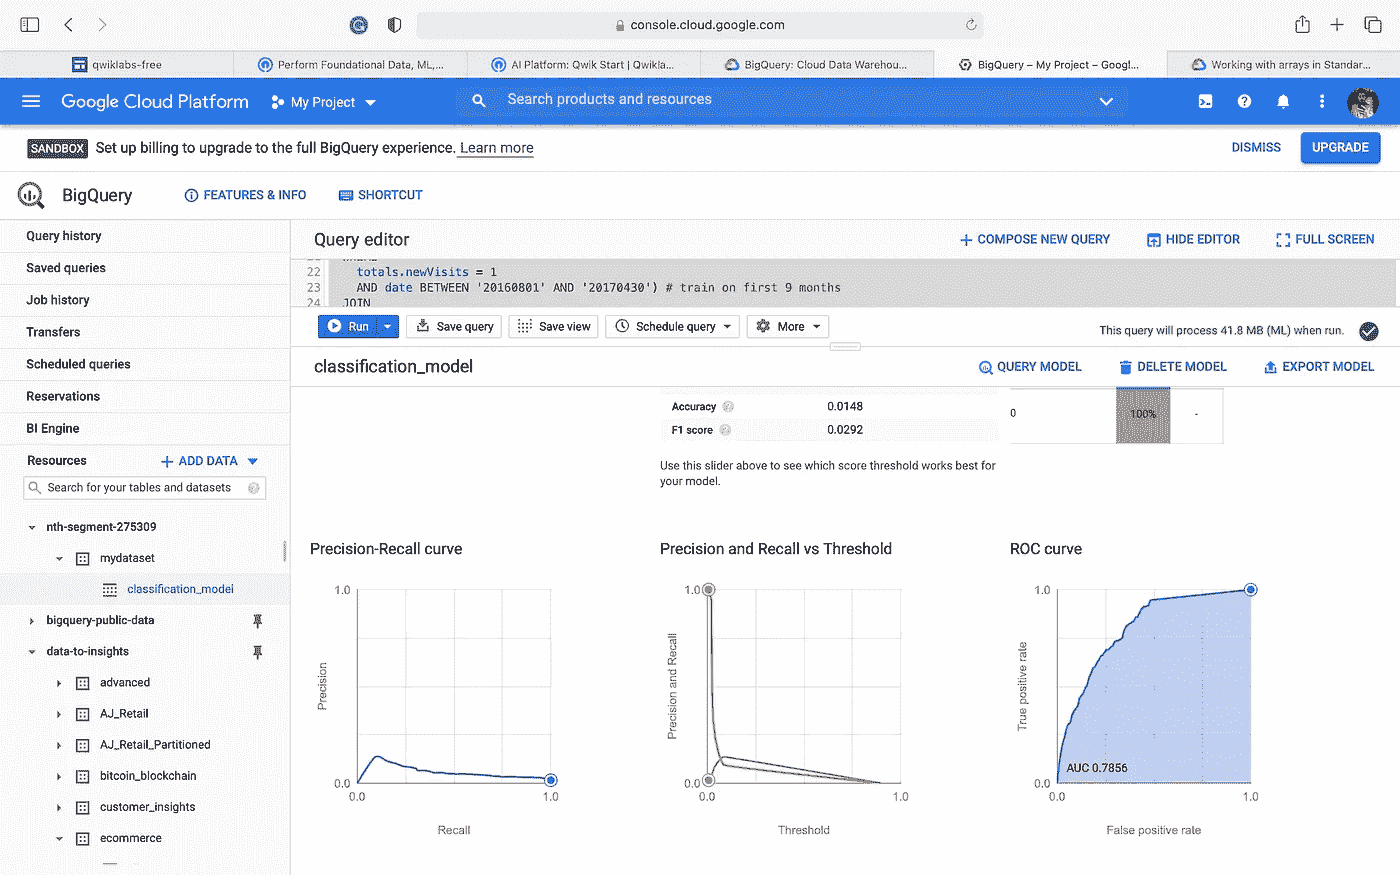 console.cloud.google.com
qwiklabs-free
Perform Foundational Data, ML,...
AI Platform: Qwik Start | Qwikla...
BigQuery: Cloud Data Warehou...
BigQuery – My Project – Googl...
Working with arrays in Standar...
Google Cloud Platform
My Project
Search products and resources
SANDBOX Set up billing to upgrade to the full BigQuery experience. Learn more
DISMISS
UPGRADE
BigQuery
FEATURES & INFO
SHORTCUT
Query history
Saved queries
Job history
Transfers
Scheduled queries
Reservations
BI Engine
Resources
+ ADD DATA
Search for your tables and datasets
nth-segment-275309
mydataset
classification_model
bigquery-public-data
data-to-insights
advanced
AJ_Retail
AJ_Retail_Partitioned
bitcoin_blockchain
customer_insights
ecommerce
Query editor
+ COMPOSE NEW QUERY
HIDE EDITOR
FULL SCREEN
22 totals.newVisits = 1
23 AND date BETWEEN '20160801' AND '20170430') # train on first 9 months
24 JOIN
Run
Save query
Save view
Schedule query
More
This query will process 41.8 MB (ML) when run.
classification_model
QUERY MODEL
DELETE MODEL
EXPORT MODEL
Accuracy 0.0148
F1 score 0.0292
0 100% -
Use this slider above to see which score threshold works best for
your model.
Precision-Recall curve
1.0
Precision
0.0
0.0 1.0
Recall
Precision and Recall vs Threshold
1.0
Precision and Recall
0.0
0.0 1.0
Threshold
ROC curve
1.0
True positive rate
AUC 0.7856
0.0
0.0 1.0
False positive rate